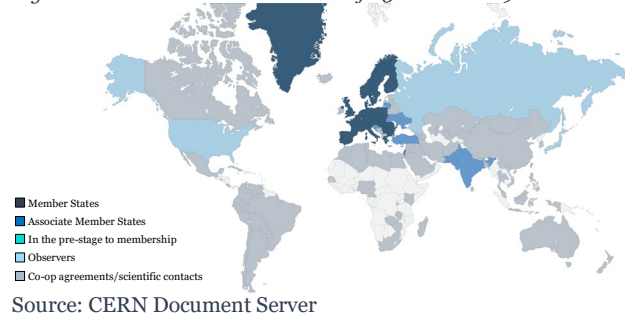 Member States
Associate Member States
In the pre-stage to membership
Observers
Co-op agreements/scientific contacts
Source: CERN Document Server